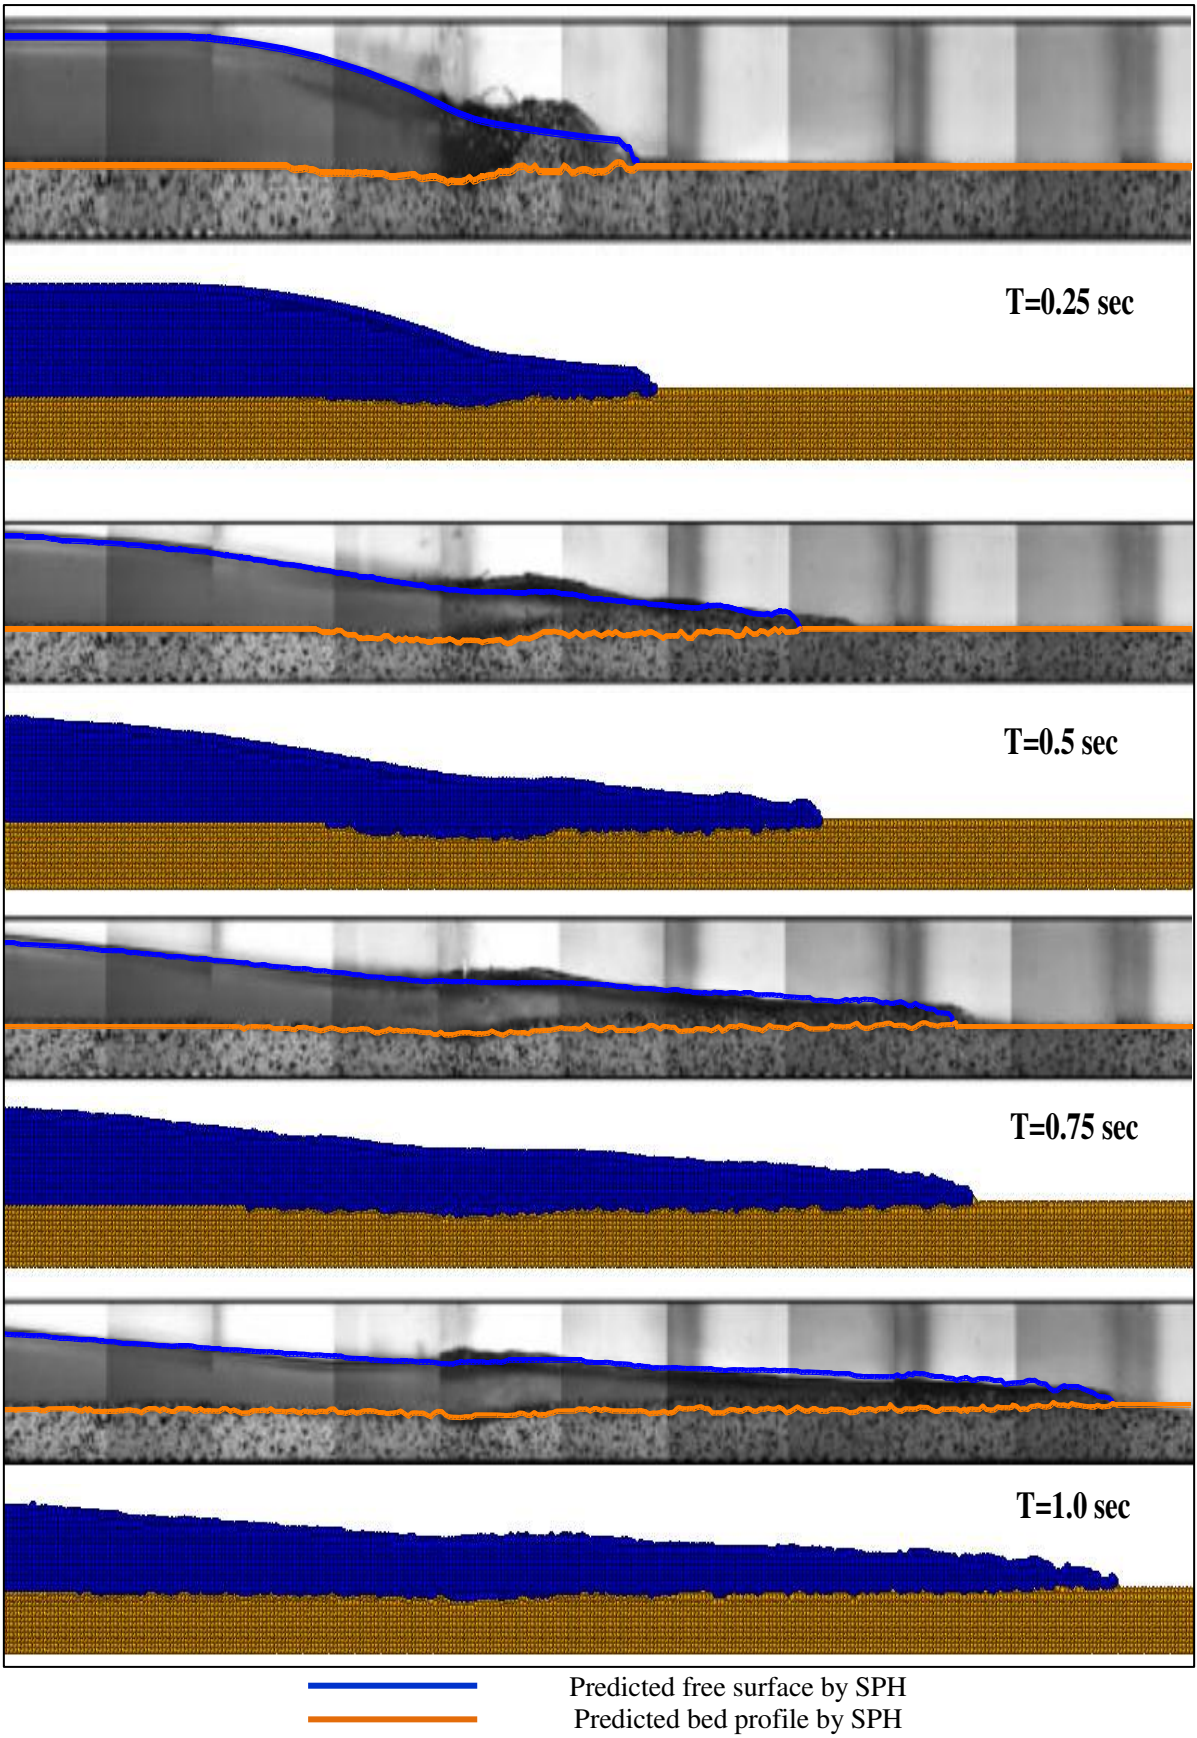 T=0.25 sec
T=0.5 sec
T=0.75 sec
T=1.0 sec
Predicted free surface by SPH
Predicted bed profile by SPH